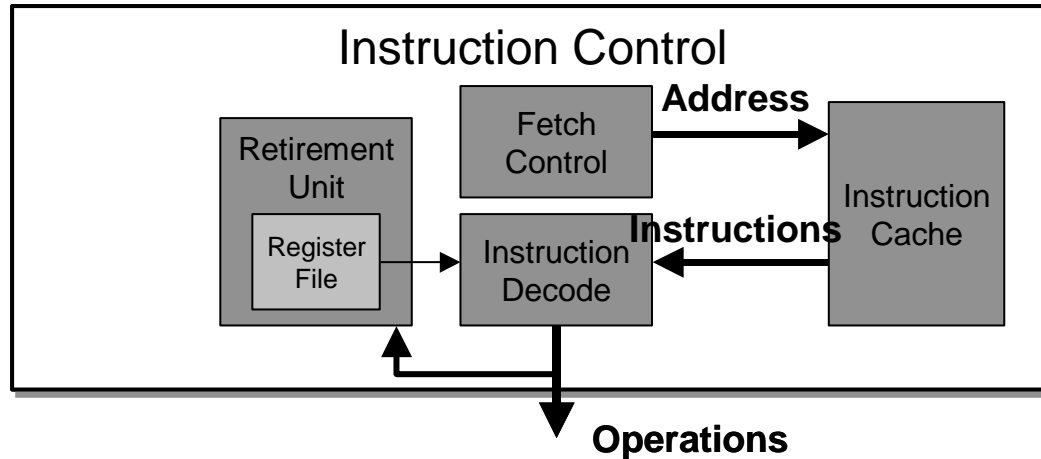 Instruction Control
Address
Fetch
Control
Retirement
Unit
Instruction
Cache
Register
File
Instructions
Instruction
Decode
Operations